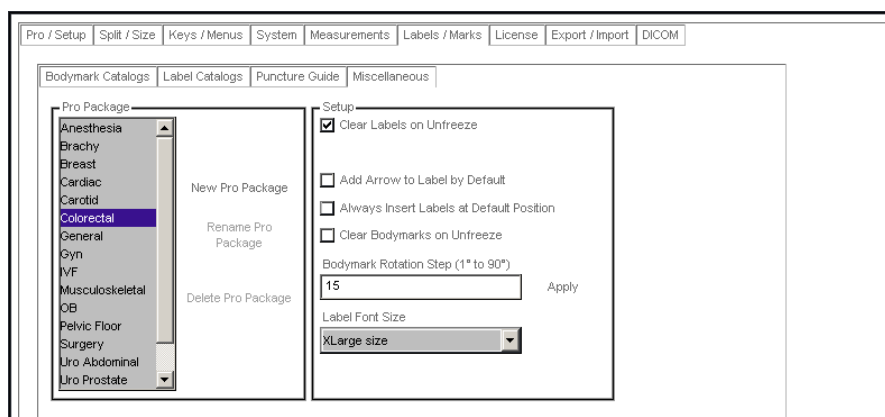 Pro / Setup Split / Size Keys / Menus System Measurements Labels / Marks License Export / Import DICOM
Bodymark Catalogs Label Catalogs Puncture Guide Miscellaneous
Pro Package
Anesthesia
Brachy
Breast
Cardiac
Carotid
Colorectal
General
Gyn
IVF
Musculoskeletal
OB
Pelvic Floor
Surgery
Uro Abdominal
Uro Prostate
New Pro Package
Rename Pro
Package
Delete Pro Package
Setup
Clear Labels on Unfreeze
Add Arrow to Label by Default
Always Insert Labels at Default Position
Clear Bodymarks on Unfreeze
Bodymark Rotation Step (1° to 90°)
15
Apply
Label Font Size
XLarge size